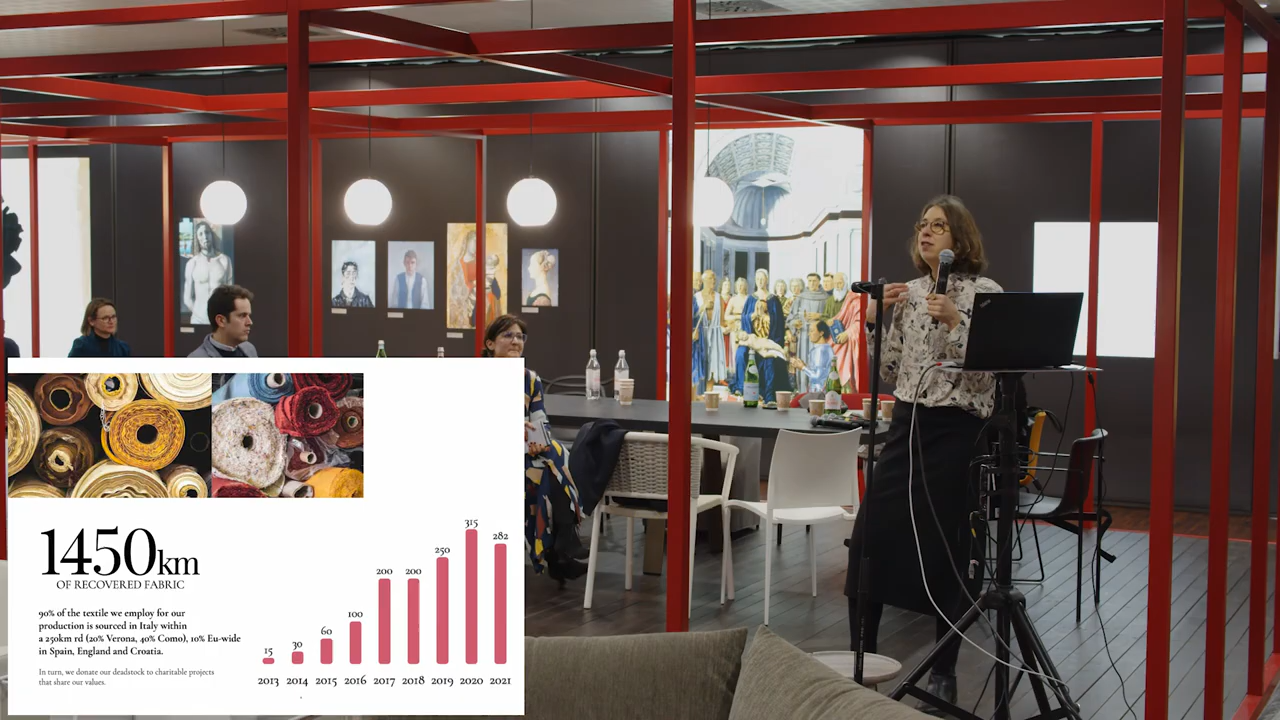 1450km
OF RECOVERED FABRIC
90% of the textile we employ for our
production is sourced in Italy within
a 250km rd (20% Verona, 40% Como), 10% Eu-wide
in Spain, England and Croatia.
In turn, we donate our deadstock to charitable projects
that share our values.
15 30 60 100 200 200 250 315 282
2013 2014 2015 2016 2017 2018 2019 2020 2021